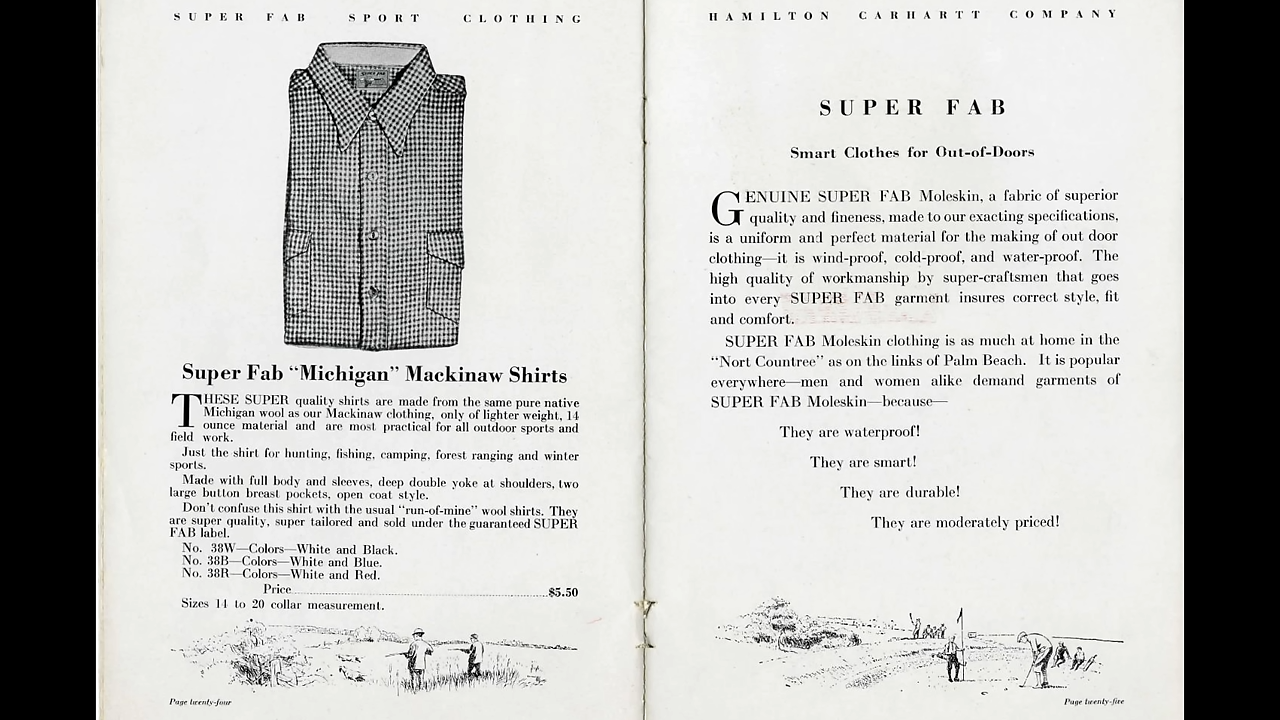 SUPER FAB SPORT CLOTHING
SUPER FAB
Super Fab “Michigan” Mackinaw Shirts
THESE SUPER quality shirts are made from the same pure native
Michigan wool as our Mackinaw clothing, only of lighter weight, 14
ounce material and are most practical for all outdoor sports and
field work.
Just the shirt for hunting, fishing, camping, forest ranging and winter
sports.
Made with full body and sleeves, deep double yoke at shoulders, two
large button breast pockets, open coat style.
Don't confuse this shirt with the usual “run-of-mine” wool shirts. They
are super quality, super tailored and sold under the guaranteed SUPER
FAB label.
No. 38W—Colors—White and Black.
No. 38B—Colors—White and Blue.
No. 38R—Colors—White and Red.
Price........................................$5.50
Sizes 14 to 20 collar measurement.
Page twenty-four
HAMILTON CARHARTT COMPANY
SUPER FAB
Smart Clothes for Out-of-Doors
GENUINE SUPER FAB Moleskin, a fabric of superior
quality and fineness, made to our exacting specifications,
is a uniform and perfect material for the making of out door
clothing—it is wind-proof, cold-proof, and water-proof. The
high quality of workmanship by super-craftsmen that goes
into every SUPER FAB garment insures correct style, fit
and comfort.
SUPER FAB Moleskin clothing is as much at home in the
“Nort Countree” as on the links of Palm Beach. It is popular
everywhere—men and women alike demand garments of
SUPER FAB Moleskin—because—
They are waterproof!
They are smart!
They are durable!
They are moderately priced!
Page twenty-five